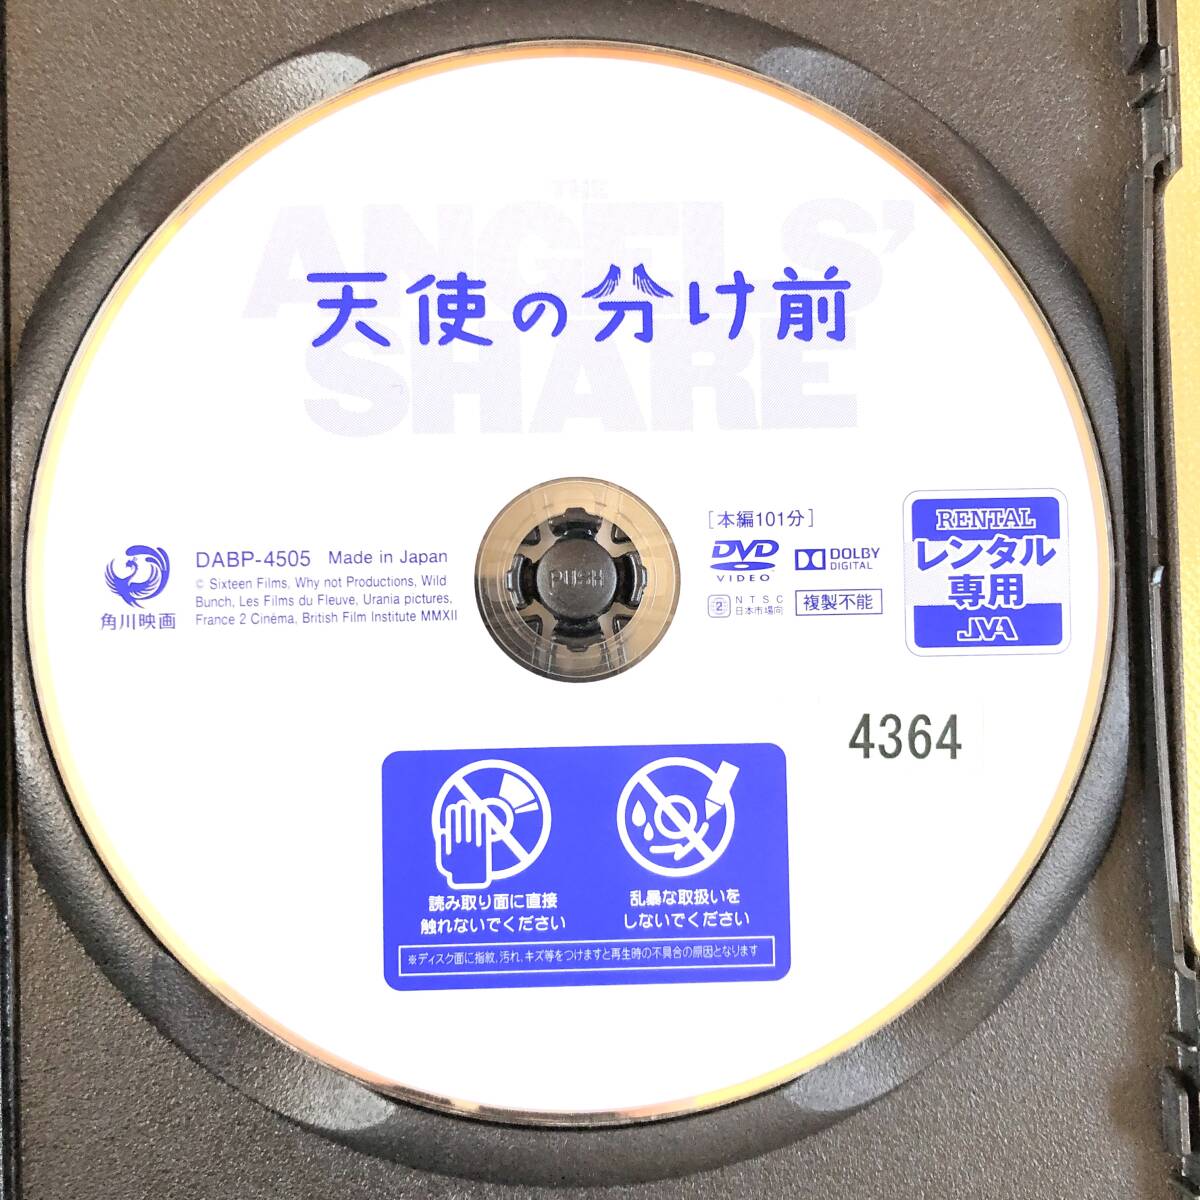 THE
ANGELS'
SHARE
天使の分け前
DABP-4505 Made in Japan
© Sixteen Films, Why not Productions, Wild
Bunch, Les Films du Fleuve, Urania pictures,
France 2 Cinéma, British Film Institute MMXII
角川映画
PUSH
[本編101分]
DVD
VIDEO
DOLBY
DIGITAL
2
NTSC
日本市場向
複製不能
RENTAL
レンタル
専用
JVA
4364
読み取り面に直接
触れないでください
乱暴な取扱いを
しないでください
※ディスク面に指紋,汚れ,キズ等をつけますと再生時の不具合の原因となります